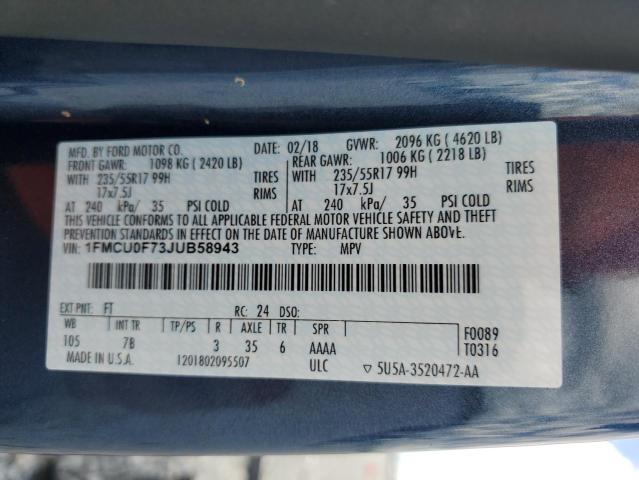 MFD. BY FORD MOTOR CO. DATE: 02/18 GVWR: 2096 KG (4620 LB)
FRONT GAWR: 1098 KG (2420 LB) REAR GAWR: 1006 KG (2218 LB)
WITH 235/55R17 99H TIRES WITH 235/55R17 99H TIRES
17x7.5J RIMS 17x7.5J RIMS
AT 240 kPa/ 35 PSI COLD AT 240 kPa/ 35 PSI COLD
THIS VEHICLE CONFORMS TO ALL APPLICABLE FEDERAL MOTOR VEHICLE SAFETY AND THEFT
PREVENTION STANDARDS IN EFFECT ON THE DATE OF MANUFACTURE SHOWN ABOVE.
VIN: 1FMCU0F73JUB58943 TYPE: MPV
EXT PNT: FT RC: 24 DSO:
WB INT TR TP/PS R AXLE TR SPR F0089
105 7B 3 35 6 AAAA T0316
MADE IN U.S.A. 1201802095507 ULC ▽ 5U5A-3520472-AA